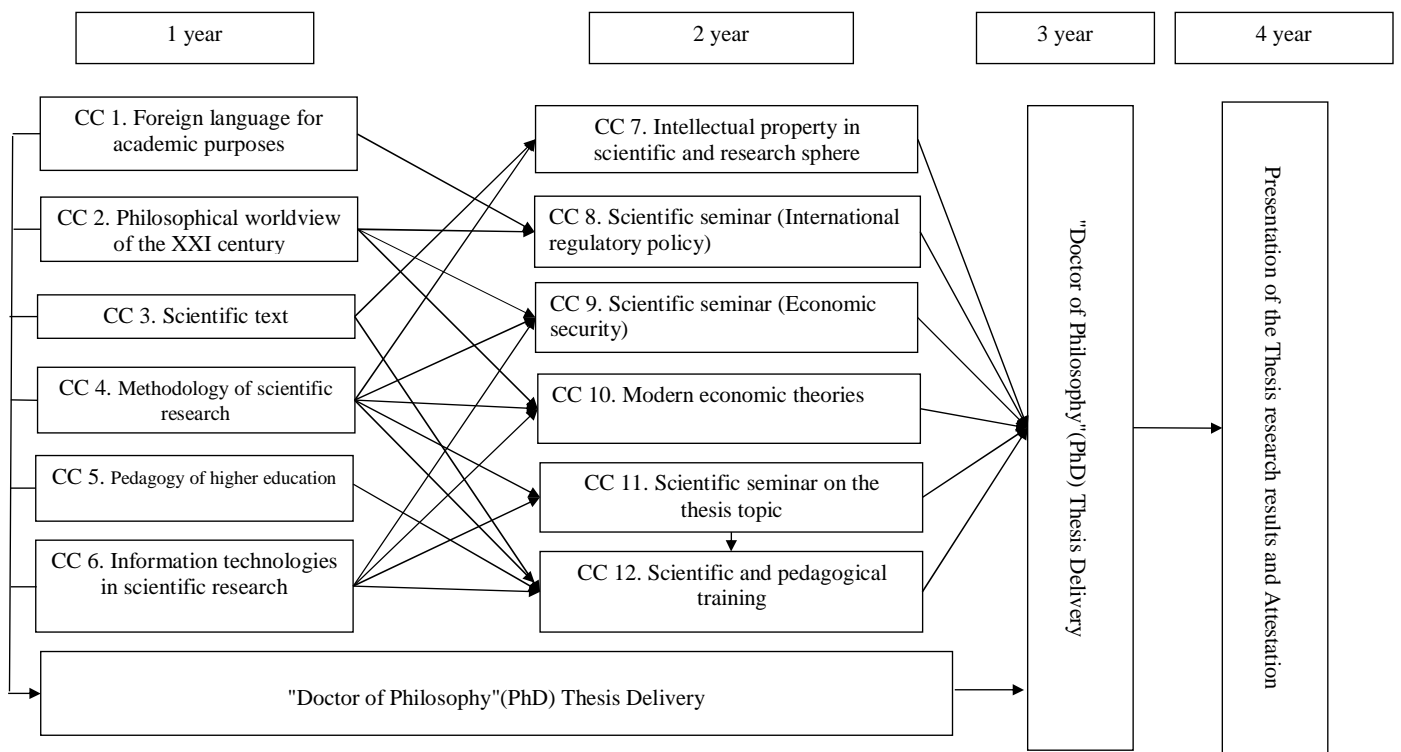 1 year
2 year
3 year
4 year
CC 1. Foreign language for
academic purposes
CC 2. Philosophical worldview
of the XXI century
CC 3. Scientific text
CC 4. Methodology of scientific
research
CC 5. Pedagogy of higher education
CC 6. Information technologies
in scientific research
CC 7. Intellectual property in
scientific and research sphere
CC 8. Scientific seminar (International
regulatory policy)
CC 9. Scientific seminar (Economic
security)
CC 10. Modern economic theories
CC 11. Scientific seminar on the
thesis topic
CC 12. Scientific and pedagogical
training
"Doctor of Philosophy"(PhD) Thesis Delivery
"Doctor of Philosophy"(PhD) Thesis Delivery
Presentation of the Thesis research results and Attestation